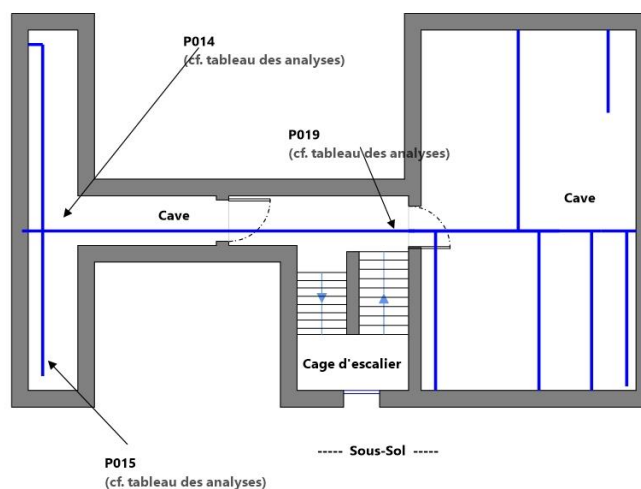 P014
(cf. tableau des analyses)
P019
(cf. tableau des analyses)
Cave
Cave
Cage d'escalier
----- Sous-Sol -----
P015
(cf. tableau des analyses)